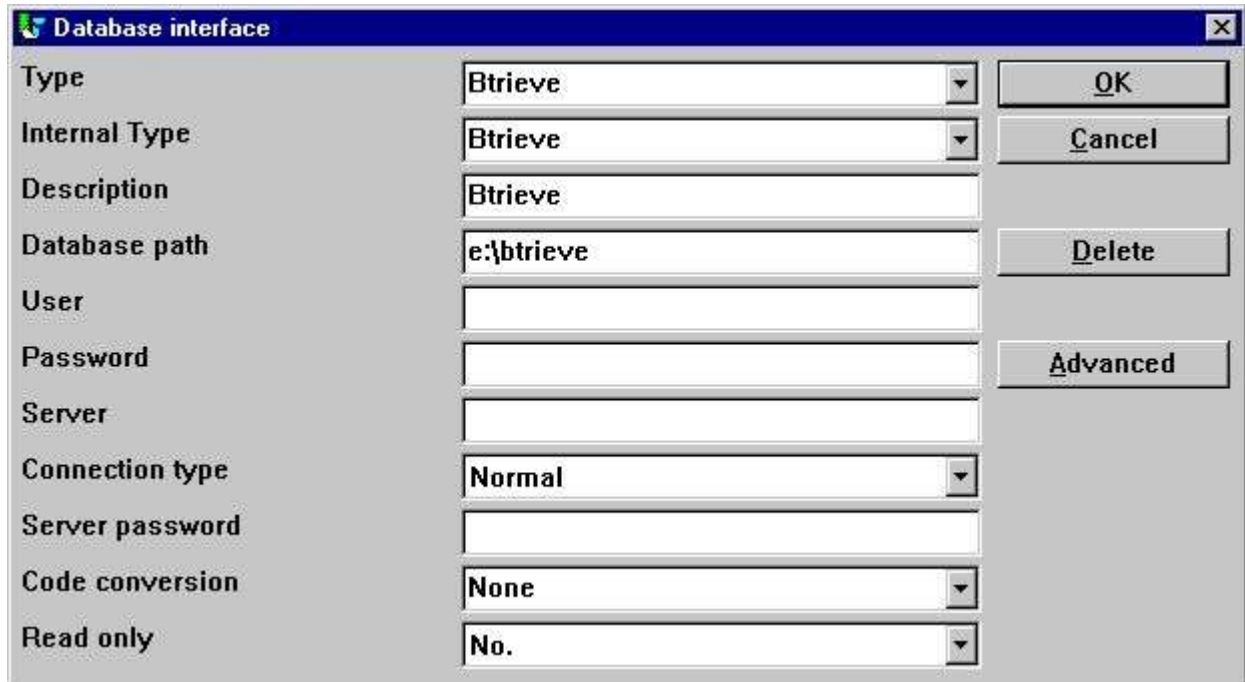 Database interface
Type Btrieve OK
Internal Type Btrieve Cancel
Description Btrieve
Database path e:\btrieve Delete
User
Password Advanced
Server
Connection type Normal
Server password
Code conversion None
Read only No.